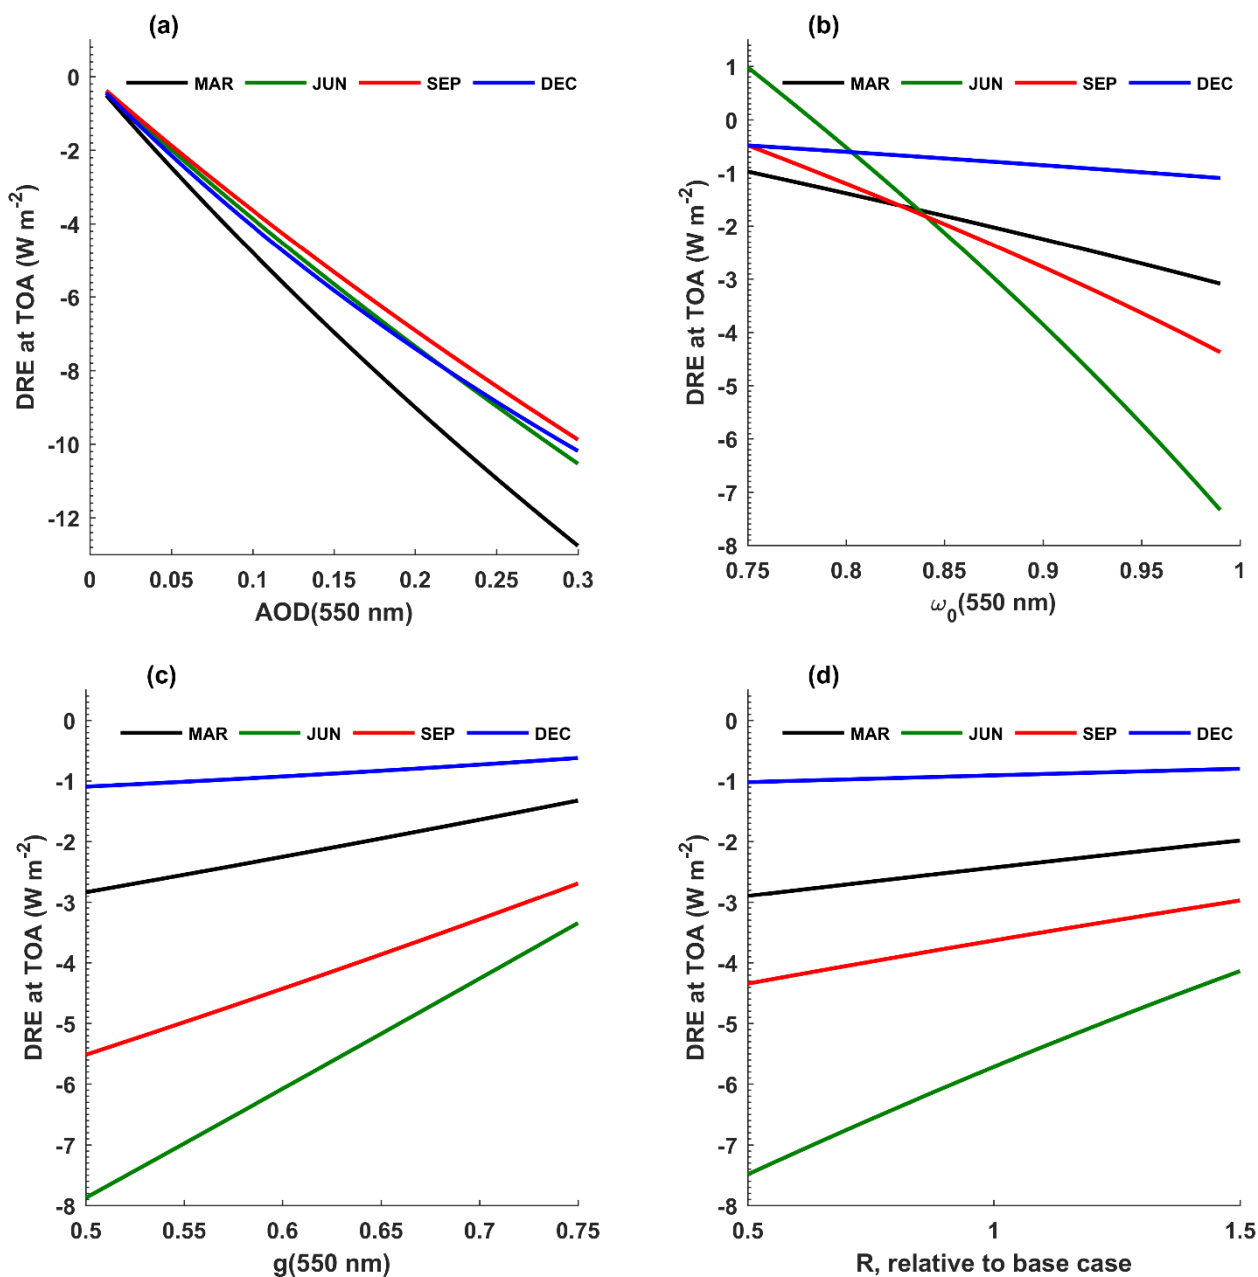 (a)
MAR JUN SEP DEC
0
-2
-4
-6
-8
-10
-12
DRE at TOA (W m⁻²)
0 0.05 0.1 0.15 0.2 0.25 0.3
AOD(550 nm)
(b)
MAR JUN SEP DEC
1
0
-1
-2
-3
-4
-5
-6
-7
-8
DRE at TOA (W m⁻²)
0.75 0.8 0.85 0.9 0.95 1
ω₀(550 nm)
(c)
MAR JUN SEP DEC
0
-1
-2
-3
-4
-5
-6
-7
-8
DRE at TOA (W m⁻²)
0.5 0.55 0.6 0.65 0.7 0.75
g(550 nm)
(d)
MAR JUN SEP DEC
0
-1
-2
-3
-4
-5
-6
-7
-8
DRE at TOA (W m⁻²)
0.5 1 1.5
R, relative to base case